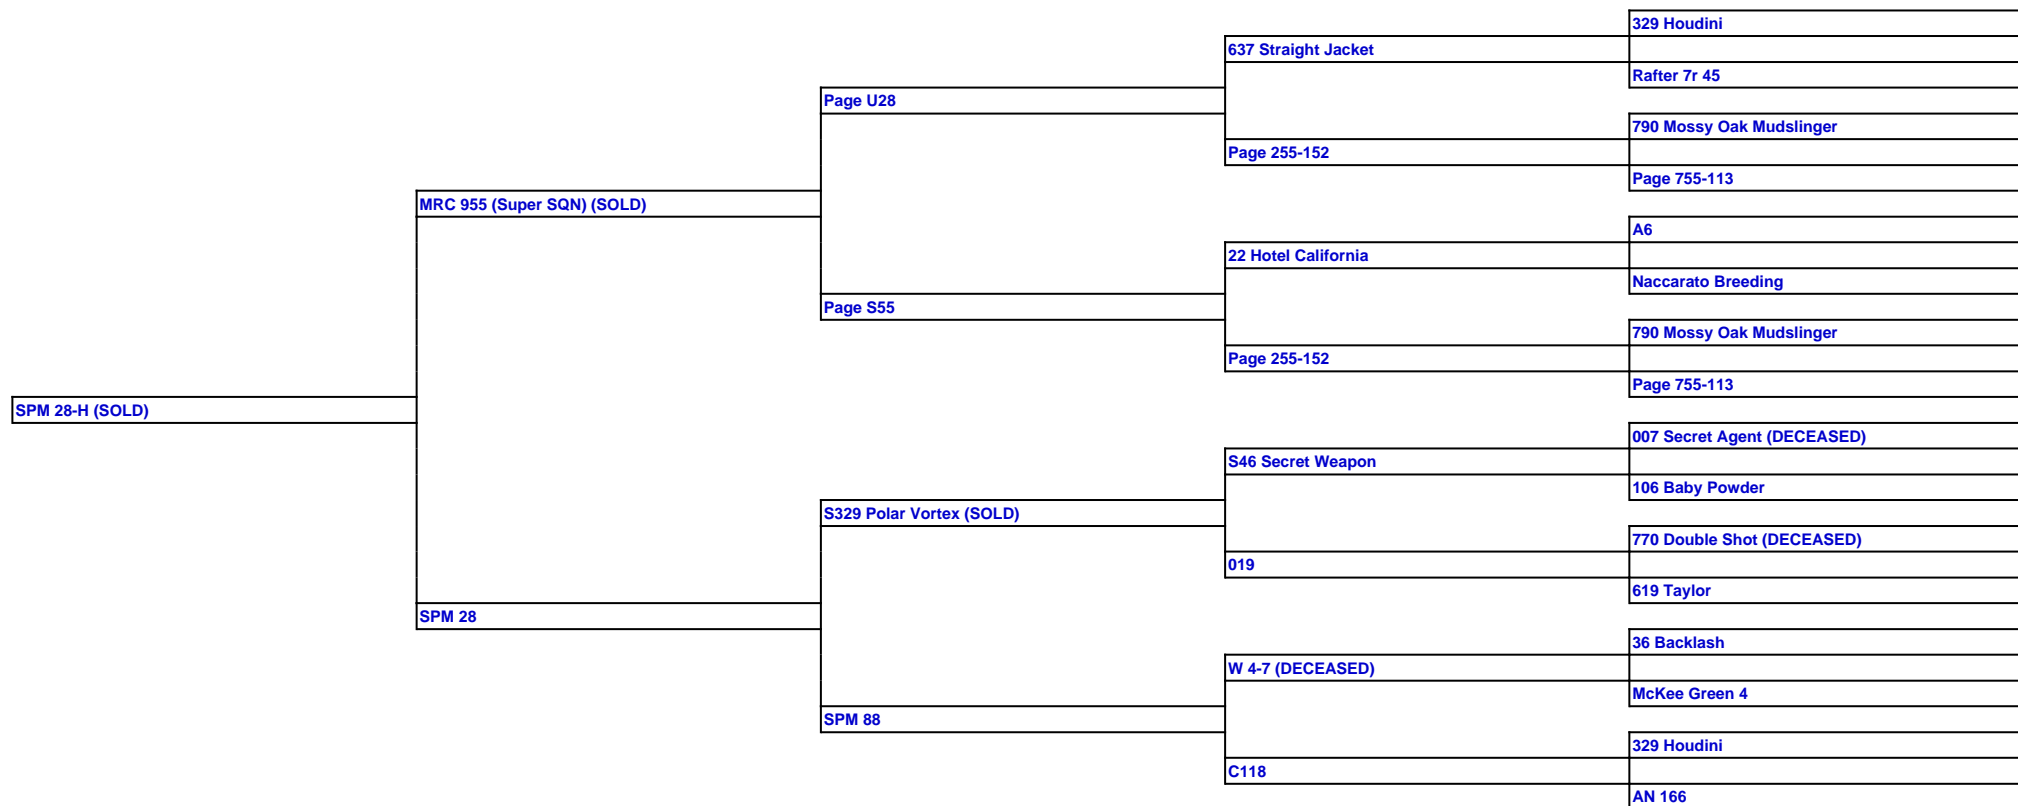 329 Houdini
637 Straight Jacket
Rafter 7r 45
Page U28
790 Mossy Oak Mudslinger
Page 255-152
Page 755-113
MRC 955 (Super SQN) (SOLD)
A6
22 Hotel California
Naccarato Breeding
Page S55
790 Mossy Oak Mudslinger
Page 255-152
Page 755-113
SPM 28-H (SOLD)
007 Secret Agent (DECEASED)
S46 Secret Weapon
106 Baby Powder
S329 Polar Vortex (SOLD)
770 Double Shot (DECEASED)
019
619 Taylor
SPM 28
36 Backlash
W 4-7 (DECEASED)
McKee Green 4
SPM 88
329 Houdini
C118
AN 166